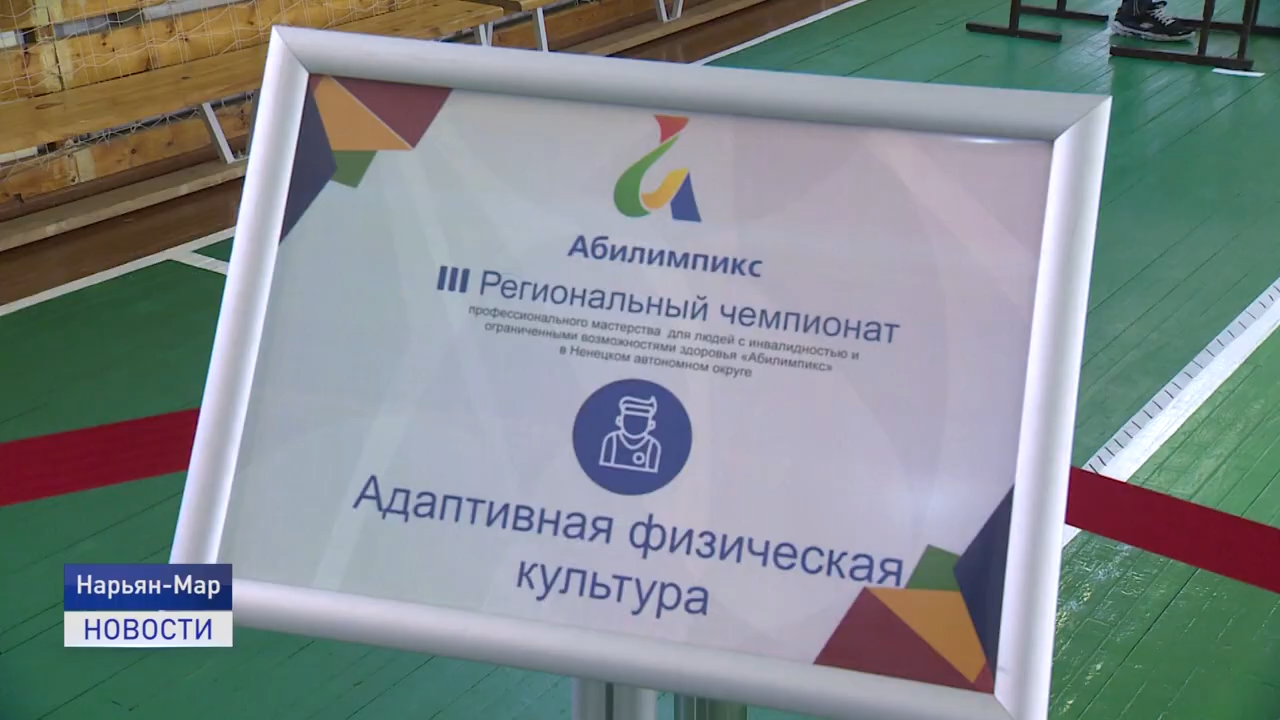 Абилимпикс
III Региональный чемпионат
профессионального мастерства для людей с инвалидностью и
ограниченными возможностями здоровья «Абилимпикс»
в Ненецком автономном округе
Адаптивная физическая
культура
Нарьян-Мар
НОВОСТИ